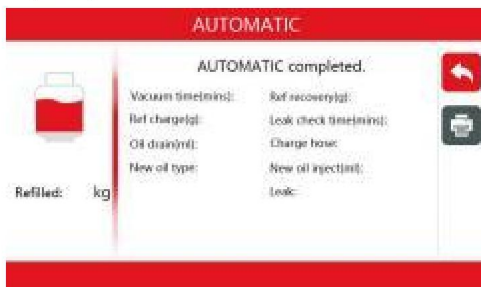 AUTOMATIC
AUTOMATIC completed.
Vacuum time(mins): Ref recovery(g):
Ref charge(g): Leak check time(mins):
Oil drain(ml): Charge hose:
New oil type: New oil inject(ml):
Refilled: kg Leak: